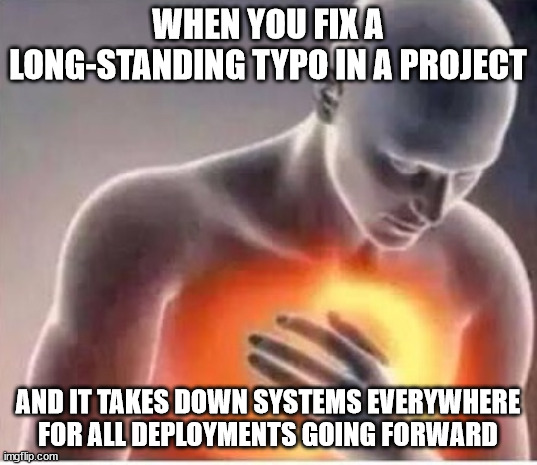 WHEN YOU FIX A
LONG-STANDING TYPO IN A PROJECT
AND IT TAKES DOWN SYSTEMS EVERYWHERE
FOR ALL DEPLOYMENTS GOING FORWARD
imgflip.com